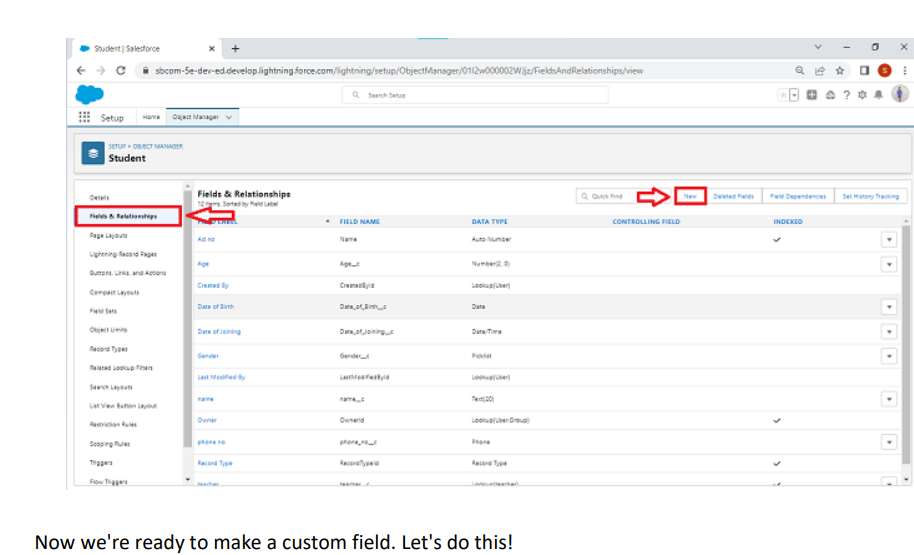 Student | Salesforce
sbcom-5e-dev-ed.develop.lightning.force.com/lightning/setup/ObjectManager/01I2w000002WJjz/FieldsAndRelationships/view
S
Search Setup
Setup Home Object Manager
SETUP > OBJECT MANAGER
Student
Details
Fields & Relationships
Page Layouts
Lightning Record Pages
Buttons, Links, and Actions
Compact Layouts
Field Sets
Object Limits
Record Types
Related Lookup Filters
Search Layouts
List View Button Layout
Restriction Rules
Scoping Rules
Triggers
Flow Triggers
Fields & Relationships
12 Items, Sorted by Field Label
Quick Find New Deleted Fields Field Dependencies Set History Tracking
FIELD LABEL FIELD NAME DATA TYPE CONTROLLING FIELD INDEXED
Ad no Name Auto Number
Age Age__c Number(2, 0)
Created By CreatedById Lookup(User)
Date of Birth Date_of_Birth__c Date
Date of Joining Date_of_Joining__c Date/Time
Gender Gender__c Picklist
Last Modified By LastModifiedById Lookup(User)
name name__c Text(20)
Owner OwnerId Lookup(User,Group)
phone no phone_no__c Phone
Record Type RecordTypeId Record Type
teacher teacher__c Lookup(teacher)
Now we're ready to make a custom field. Let's do this!